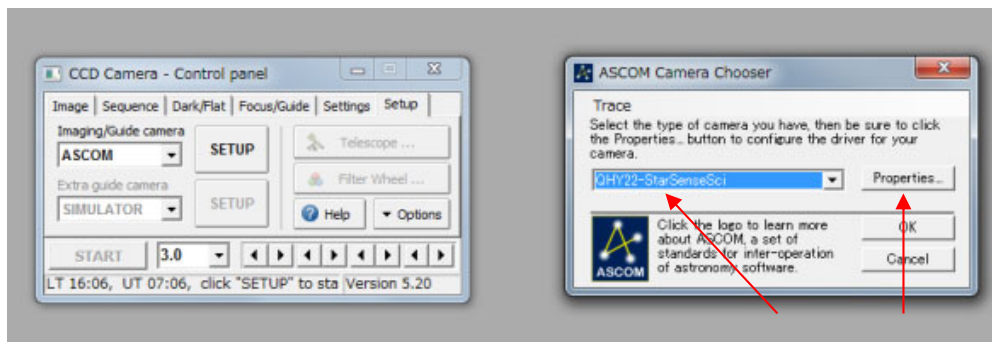 CCD Camera - Control panel
Image Sequence Dark/Flat Focus/Guide Settings Setup
Imaging/Guide camera
ASCOM
SETUP
Telescope ...
Extra guide camera
SIMULATOR
SETUP
Filter Wheel ...
Help
Options
START
3.0
LT 16:06, UT 07:06, click "SETUP" to sta
Version 5.20
ASCOM Camera Chooser
Trace
Select the type of camera you have, then be sure to click
the Properties... button to configure the driver for your
camera.
QHY22-StarSenseSci
Properties...
Click the logo to learn more
about ASCOM, a set of
standards for inter-operation
of astronomy software.
ASCOM
OK
Cancel